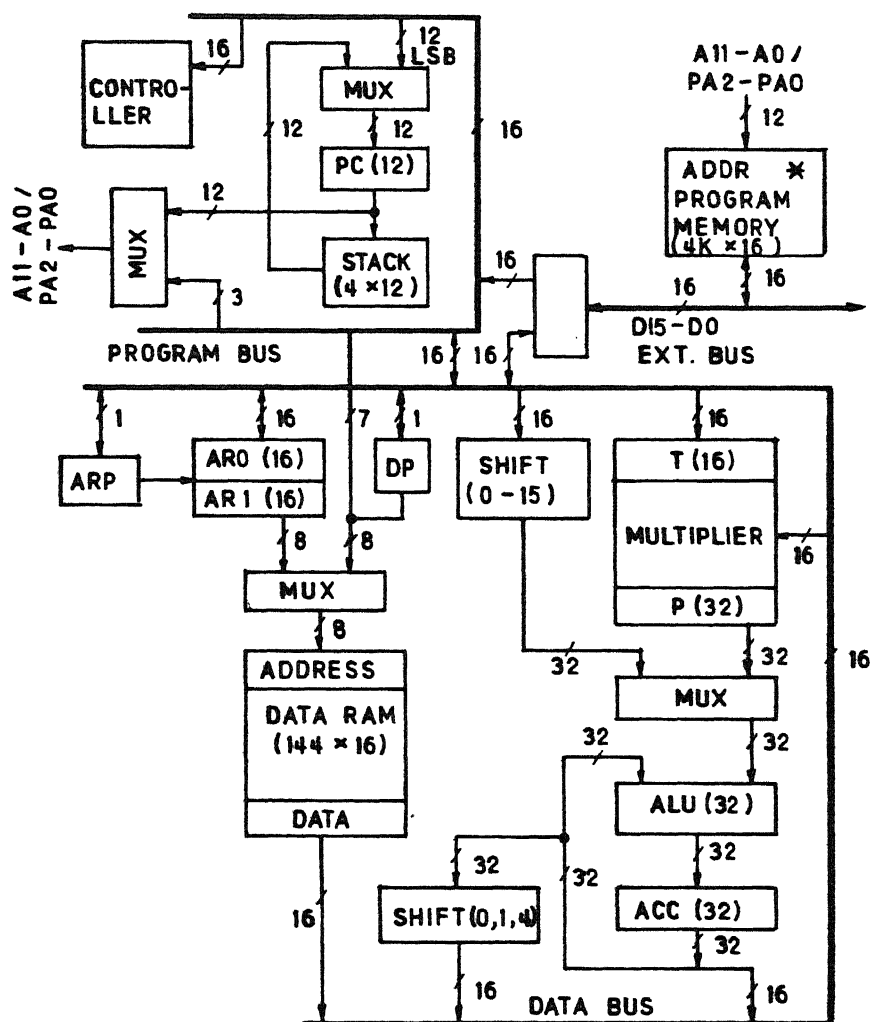 16
12
LSB
A11-A0/
PA2-PA0
CONTRO-
LLER
MUX
12
12
16
12
PC (12)
ADDR *
PROGRAM
MEMORY
(4K × 16)
A11-A0/
PA2-PA0
12
MUX
STACK
(4 × 12)
3
16
16
16
D15-D0
EXT. BUS
PROGRAM BUS
16
16
1
16
7
1
16
16
ARP
AR0 (16)
AR1 (16)
DP
SHIFT
(0-15)
T (16)
MULTIPLIER
16
P (32)
8
8
MUX
8
32
32
16
ADDRESS
DATA RAM
(144 × 16)
DATA
MUX
32
32
ALU (32)
32
32
32
16
SHIFT(0,1,4)
ACC (32)
32
16
16
DATA BUS